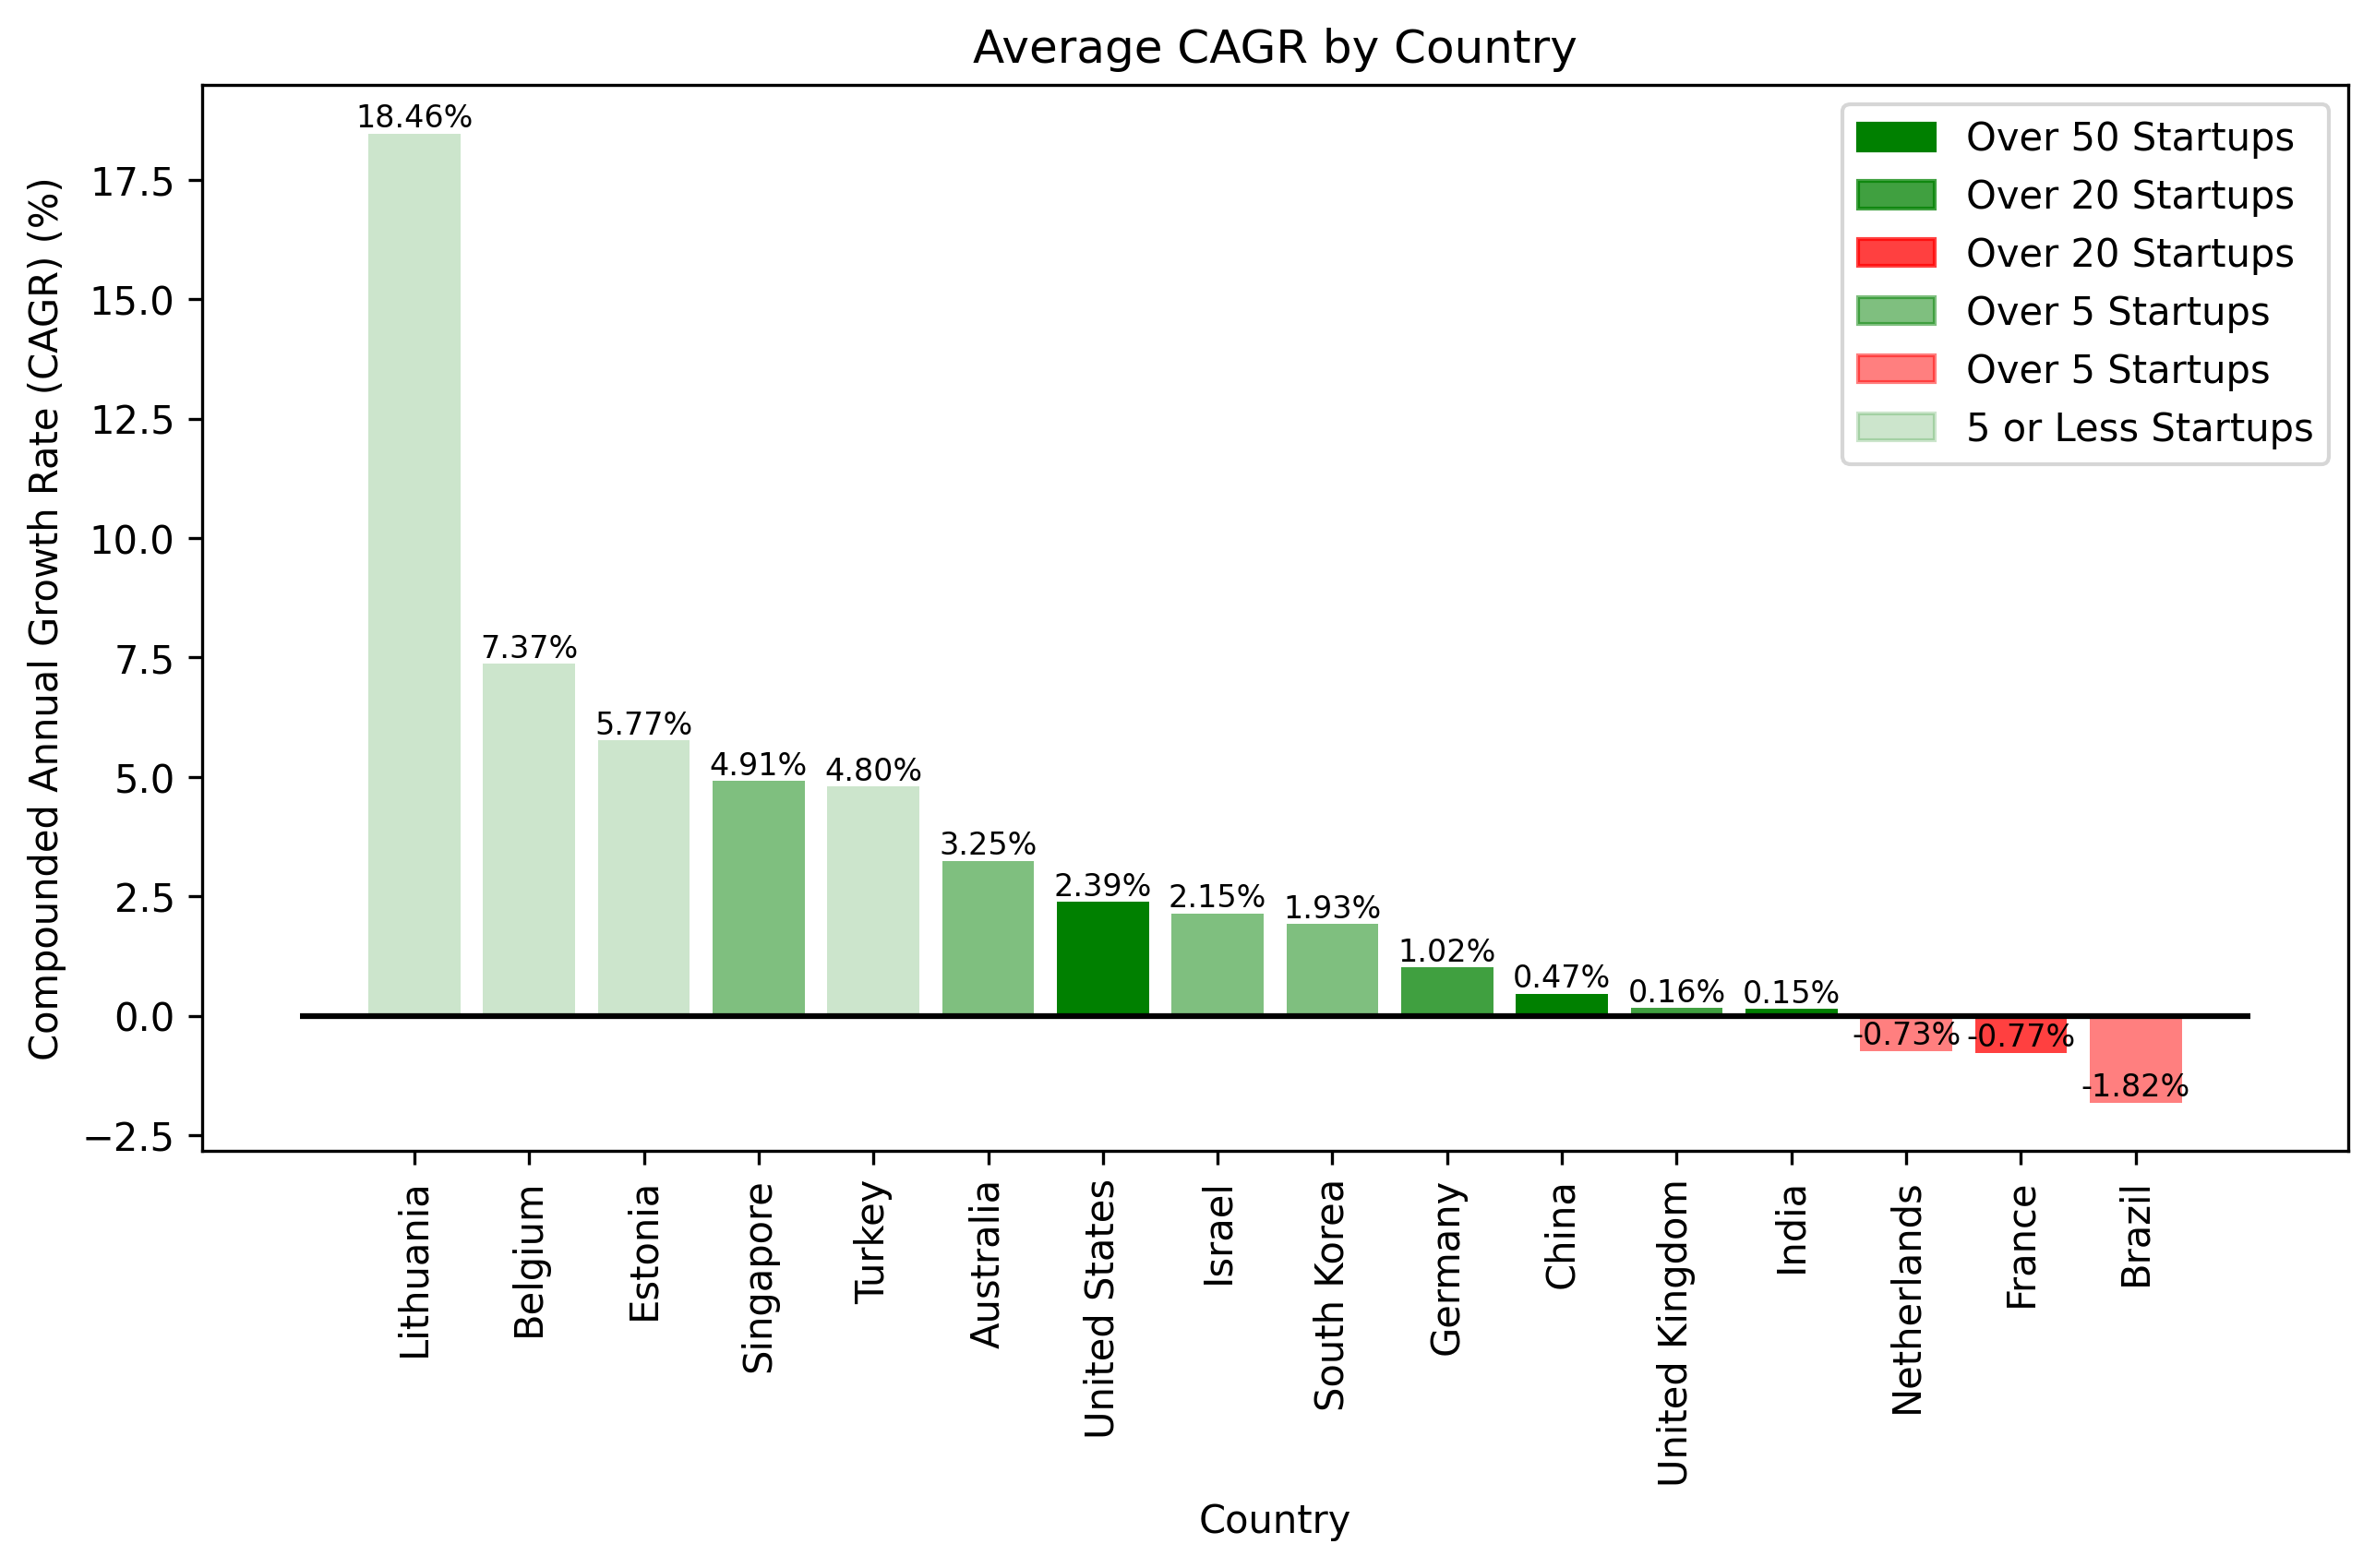 Average CAGR by Country
Compounded Annual Growth Rate (CAGR) (%)
17.5
15.0
12.5
10.0
7.5
5.0
2.5
0.0
−2.5
18.46%
7.37%
5.77%
4.91%
4.80%
3.25%
2.39%
2.15%
1.93%
1.02%
0.47%
0.16%
0.15%
-0.73%
-0.77%
-1.82%
Over 50 Startups
Over 20 Startups
Over 20 Startups
Over 5 Startups
Over 5 Startups
5 or Less Startups
Lithuania
Belgium
Estonia
Singapore
Turkey
Australia
United States
Israel
South Korea
Germany
China
United Kingdom
India
Netherlands
France
Brazil
Country